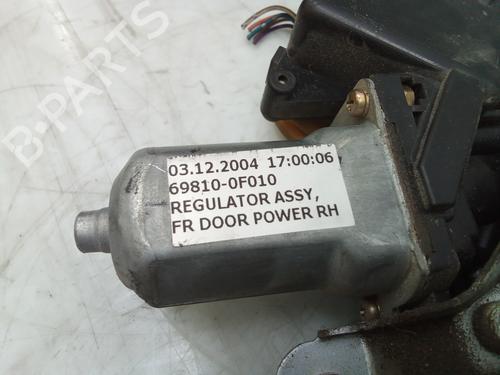 B-PARTS
03.12.2004 17:00:06
69810-0F010
REGULATOR ASSY,
FR DOOR POWER RH